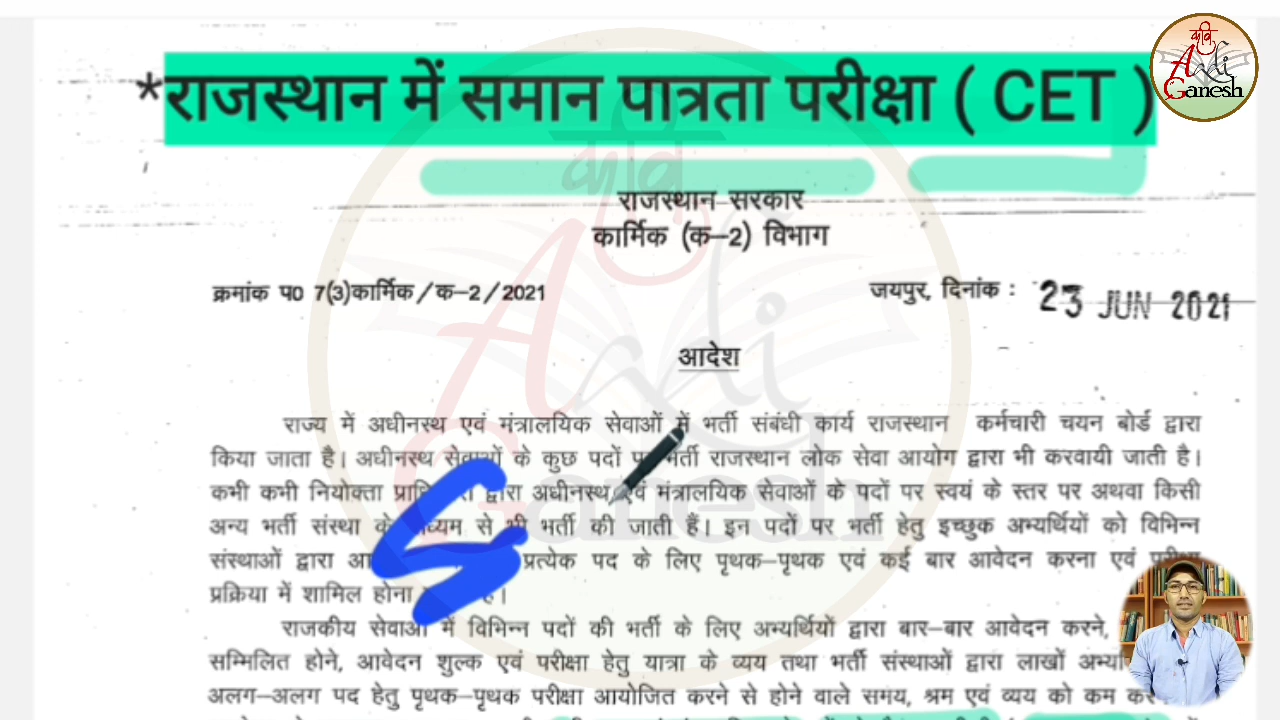 *राजस्थान में समान पात्रता परीक्षा ( CET )
कवि
Adi
Ganesh
राजस्थान सरकार
कार्मिक (क–2) विभाग
क्रमांक प0 7(3)कार्मिक/क–2/2021
जयपुर, दिनांक : 23 JUN 2021
आदेश
राज्य में अधीनस्थ एवं मंत्रालयिक सेवाओं में भर्ती संबंधी कार्य राजस्थान कर्मचारी चयन बोर्ड द्वारा
किया जाता है। अधीनस्थ सेवाओं के कुछ पदों पर भर्ती राजस्थान लोक सेवा आयोग द्वारा भी करवायी जाती है।
कभी कभी नियोक्ता द्वारा अधीनस्थ एवं मंत्रालयिक सेवाओं के पदों पर स्वयं के स्तर पर अथवा किसी
अन्य भर्ती संस्था के माध्यम से भी भर्ती की जाती हैं। इन पदों पर भर्ती हेतु इच्छुक अभ्यर्थियों को विभिन्न
संस्थाओं द्वारा प्रत्येक पद के लिए पृथक–पृथक एवं कई बार आवेदन करना एवं परीक्षा
प्रक्रिया में शामिल होना है।
राजकीय सेवाओं में विभिन्न पदों की भर्ती के लिए अभ्यर्थियों द्वारा बार–बार आवेदन करने,
सम्मिलित होने, आवेदन शुल्क एवं परीक्षा हेतु यात्रा के व्यय तथा भर्ती संस्थाओं द्वारा लाखों
अलग–अलग पद हेतु पृथक–पृथक परीक्षा आयोजित करने से होने वाले समय, श्रम एवं व्यय को कम